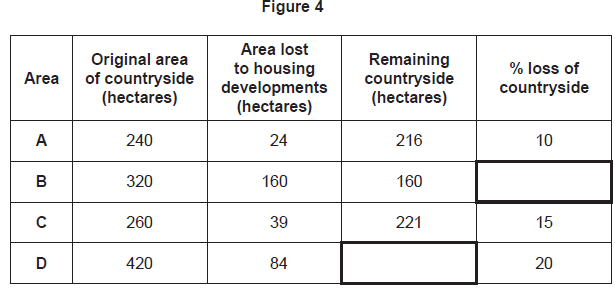 Figure 4
Area
Original area
of countryside
(hectares)
Area lost
to housing
developments
(hectares)
Remaining
countryside
(hectares)
% loss of
countryside
A 240 24 216 10
B 320 160 160
C 260 39 221 15
D 420 84 20